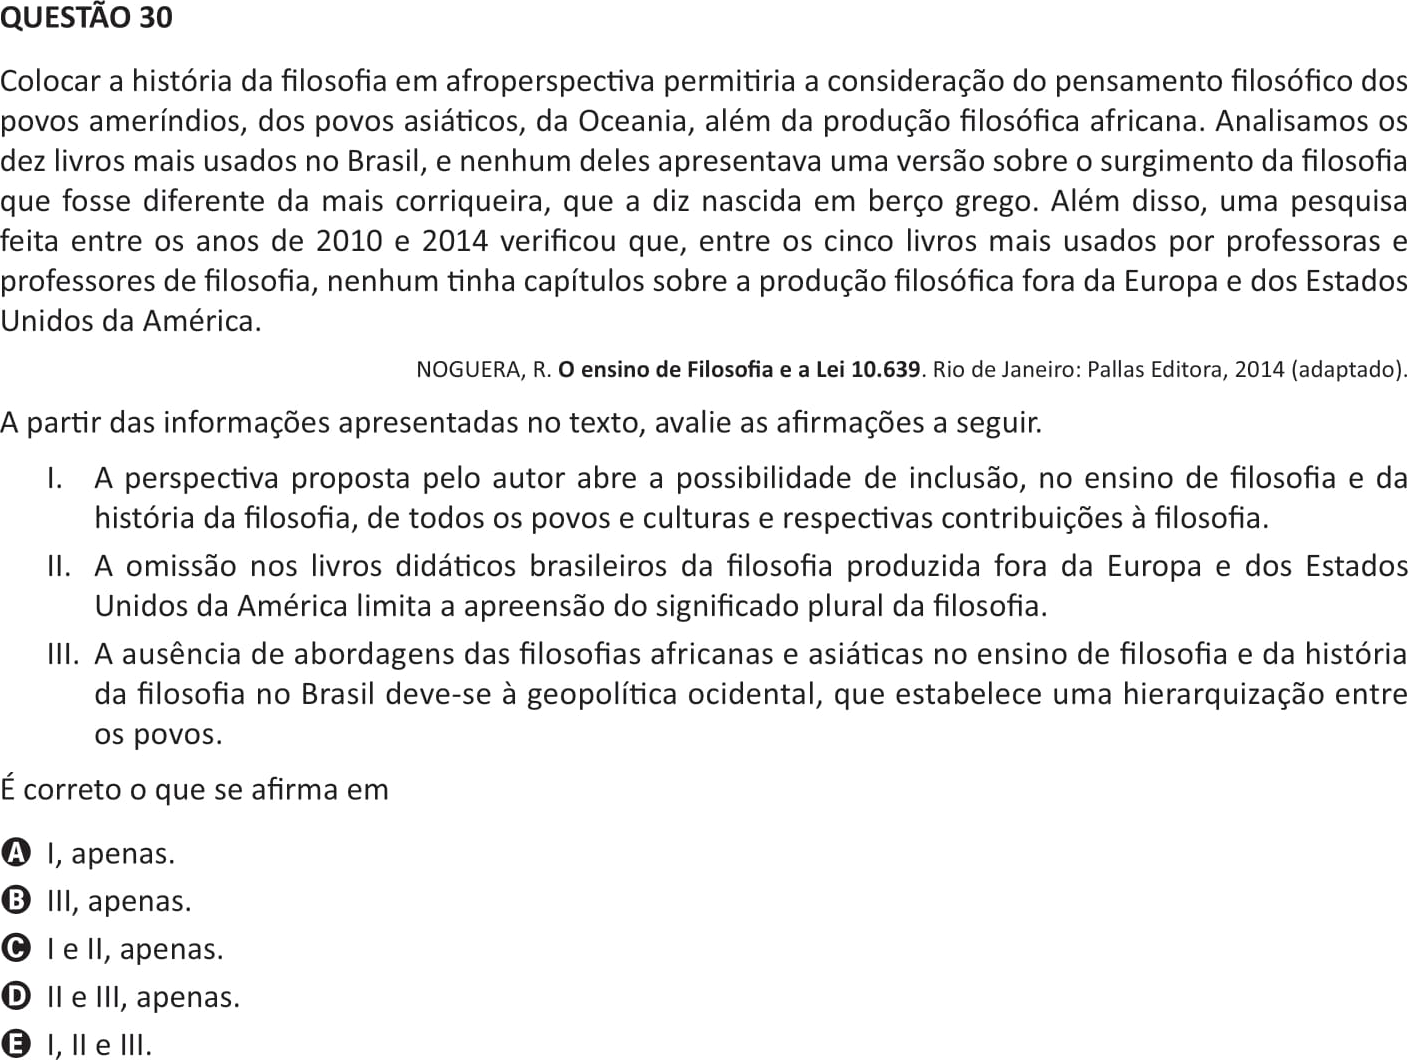 QUESTÃO 30
Colocar a história da filosofia em afroperspectiva permitiria a consideração do pensamento filosófico dos
povos ameríndios, dos povos asiáticos, da Oceania, além da produção filosófica africana. Analisamos os
dez livros mais usados no Brasil, e nenhum deles apresentava uma versão sobre o surgimento da filosofia
que fosse diferente da mais corriqueira, que a diz nascida em berço grego. Além disso, uma pesquisa
feita entre os anos de 2010 e 2014 verificou que, entre os cinco livros mais usados por professoras e
professores de filosofia, nenhum tinha capítulos sobre a produção filosófica fora da Europa e dos Estados
Unidos da América.
NOGUERA, R. O ensino de Filosofia e a Lei 10.639. Rio de Janeiro: Pallas Editora, 2014 (adaptado).
A partir das informações apresentadas no texto, avalie as afirmações a seguir.
I. A perspectiva proposta pelo autor abre a possibilidade de inclusão, no ensino de filosofia e da
história da filosofia, de todos os povos e culturas e respectivas contribuições à filosofia.
II. A omissão nos livros didáticos brasileiros da filosofia produzida fora da Europa e dos Estados
Unidos da América limita a apreensão do significado plural da filosofia.
III. A ausência de abordagens das filosofias africanas e asiáticas no ensino de filosofia e da história
da filosofia no Brasil deve-se à geopolítica ocidental, que estabelece uma hierarquização entre
os povos.
É correto o que se afirma em
A I, apenas.
B III, apenas.
C I e II, apenas.
D II e III, apenas.
E I, II e III.